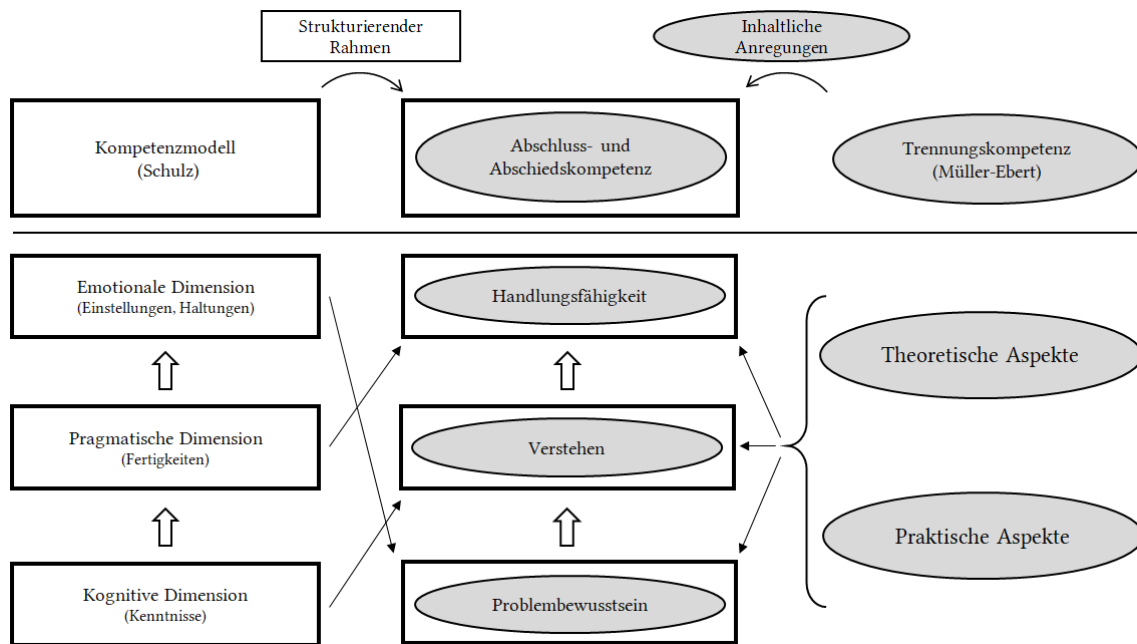 Strukturierender
Rahmen
Inhaltliche
Anregungen
Kompetenzmodell
(Schulz)
Abschluss- und
Abschiedskompetenz
Trennungskompetenz
(Müller-Ebert)
Emotionale Dimension
(Einstellungen, Haltungen)
Handlungsfähigkeit
Theoretische Aspekte
Pragmatische Dimension
(Fertigkeiten)
Verstehen
Praktische Aspekte
Kognitive Dimension
(Kenntnisse)
Problembewusstsein